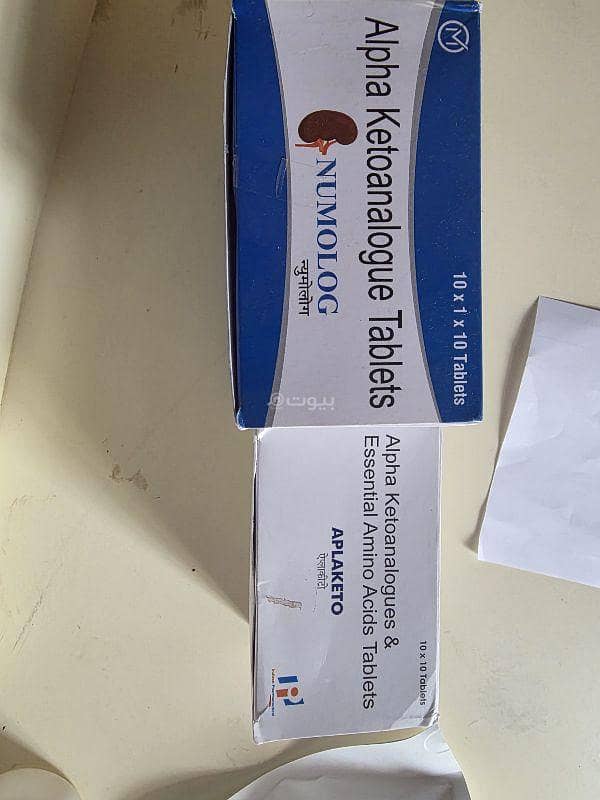 Alpha Ketoanalogue Tablets
NUMOLOG
न्युमोलोग
10 x 1 x 10 Tablets
بيوت
Alpha Ketoanalogues &
Essential Amino Acids Tablets
APLAKETO
ऐप्लाकीटो
10 x 10 Tablets